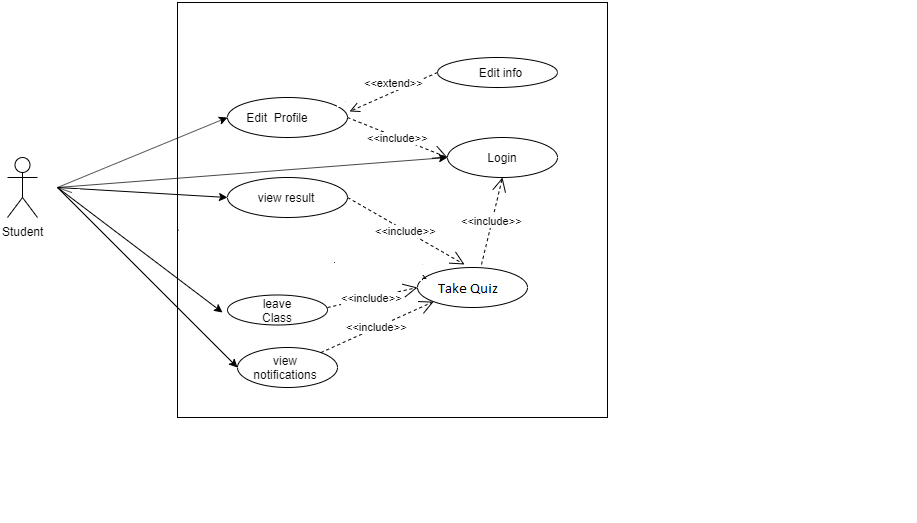 Edit info
<<extend>>
Edit Profile
<<include>>
Login
view result
Student
<<include>>
<<include>>
Take Quiz
<<include>>
leave
Class
<<include>>
view
notifications